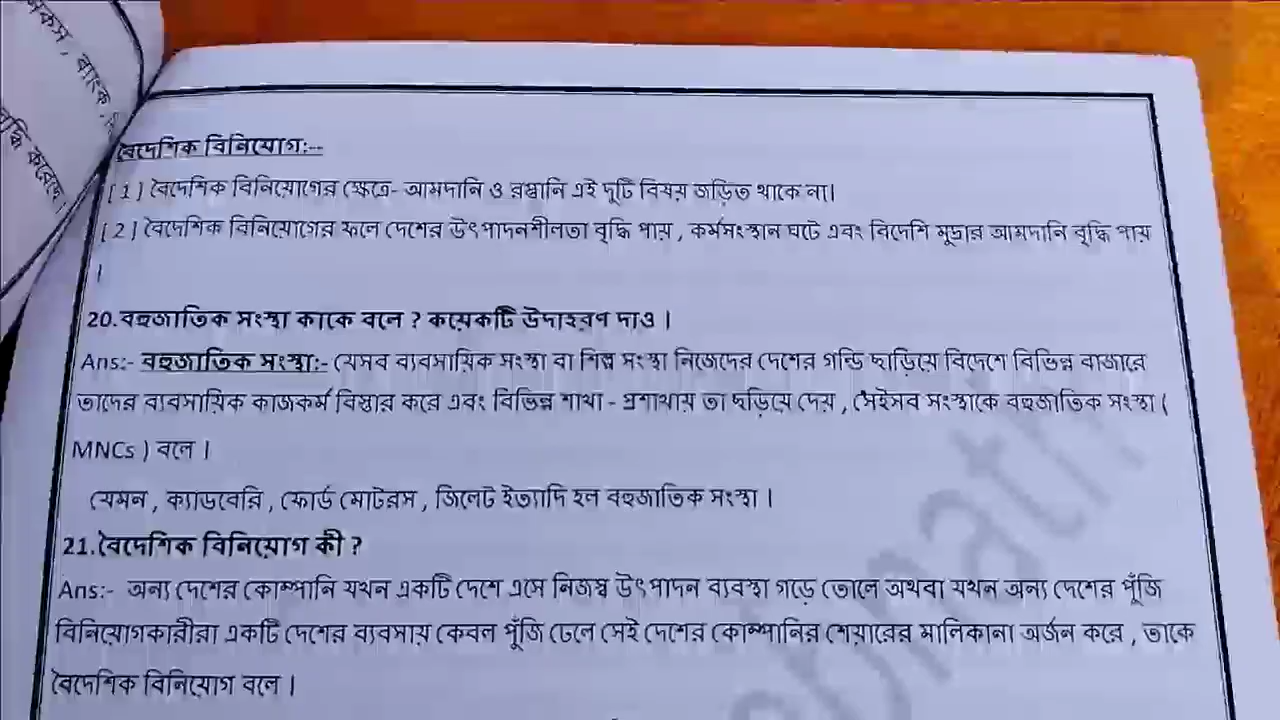 কস , ব্যাংক ,
বৃদ্ধি করেছে।
বৈদেশিক বিনিয়োগ:--
[ 1 ] বৈদেশিক বিনিয়োগের ক্ষেত্রে- আমদানি ও রপ্তানি এই দুটি বিষয় জড়িত থাকে না।
[ 2 ] বৈদেশিক বিনিয়োগের ফলে দেশের উৎপাদনশীলতা বৃদ্ধি পায় , কর্মসংস্থান ঘটে এবং বিদেশি মুদ্রার আমদানি বৃদ্ধি পায়
।
20.বহুজাতিক সংস্থা কাকে বলে ? কয়েকটি উদাহরণ দাও ।
Ans:- বহুজাতিক সংস্থা:- যেসব ব্যবসায়িক সংস্থা বা শিল্প সংস্থা নিজেদের দেশের গন্ডি ছাড়িয়ে বিদেশে বিভিন্ন বাজারে
তাদের ব্যবসায়িক কাজকর্ম বিস্তার করে এবং বিভিন্ন শাখা - প্রশাখায় তা ছড়িয়ে দেয় , সেইসব সংস্থাকে বহুজাতিক সংস্থা (
MNCs ) বলে ।
যেমন , ক্যাডবেরি , ফোর্ড মোটরস , জিলেট ইত্যাদি হল বহুজাতিক সংস্থা ।
21.বৈদেশিক বিনিয়োগ কী ?
Ans:- অন্য দেশের কোম্পানি যখন একটি দেশে এসে নিজস্ব উৎপাদন ব্যবস্থা গড়ে তোলে অথবা যখন অন্য দেশের পুঁজি
বিনিয়োগকারীরা একটি দেশের ব্যবসায় কেবল পুঁজি ঢেলে সেই দেশের কোম্পানির শেয়ারের মালিকানা অর্জন করে , তাকে
বৈদেশিক বিনিয়োগ বলে ।